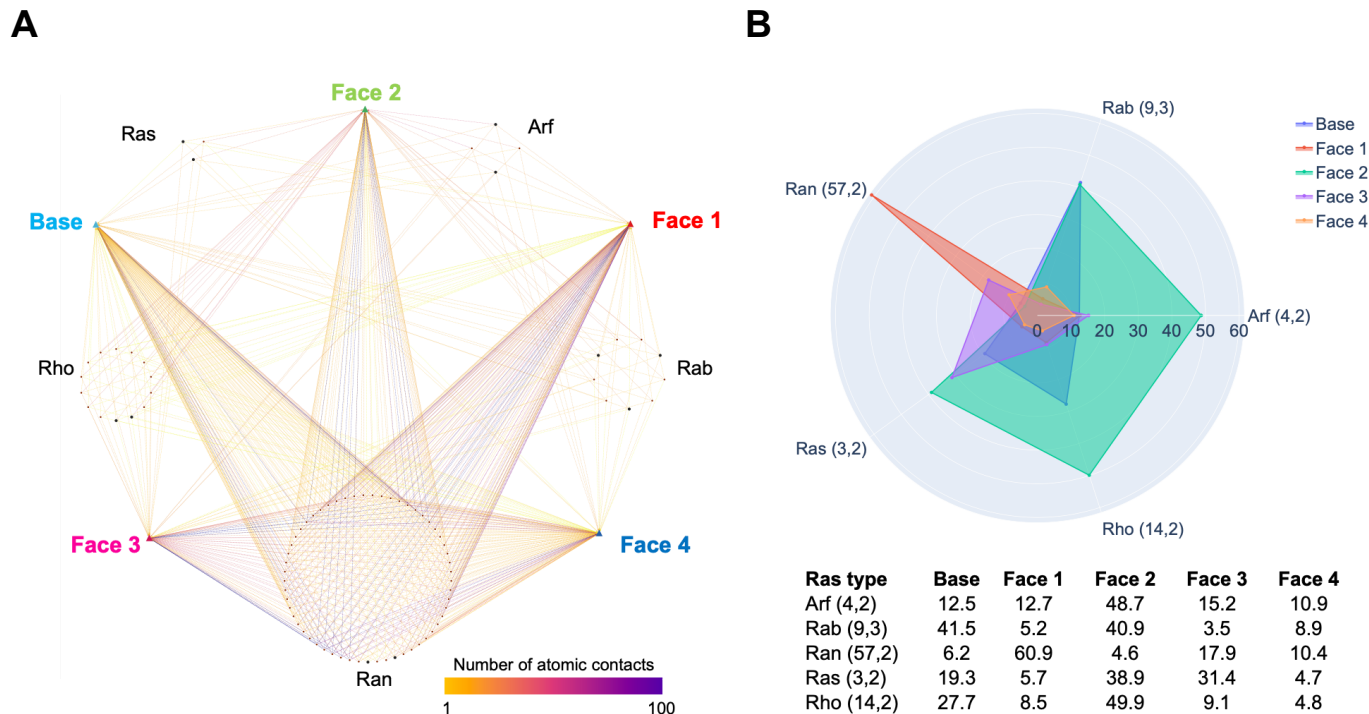 A
Face 2
Ras
Arf
Base
Face 1
Rho
Rab
Face 3
Face 4
Ran
Number of atomic contacts
1 100
B
Rab (9,3)
Ran (57,2)
Arf (4,2)
Ras (3,2)
Rho (14,2)
0 10 20 30 40 50 60
Base
Face 1
Face 2
Face 3
Face 4
Ras type Base Face 1 Face 2 Face 3 Face 4
Arf (4,2) 12.5 12.7 48.7 15.2 10.9
Rab (9,3) 41.5 5.2 40.9 3.5 8.9
Ran (57,2) 6.2 60.9 4.6 17.9 10.4
Ras (3,2) 19.3 5.7 38.9 31.4 4.7
Rho (14,2) 27.7 8.5 49.9 9.1 4.8